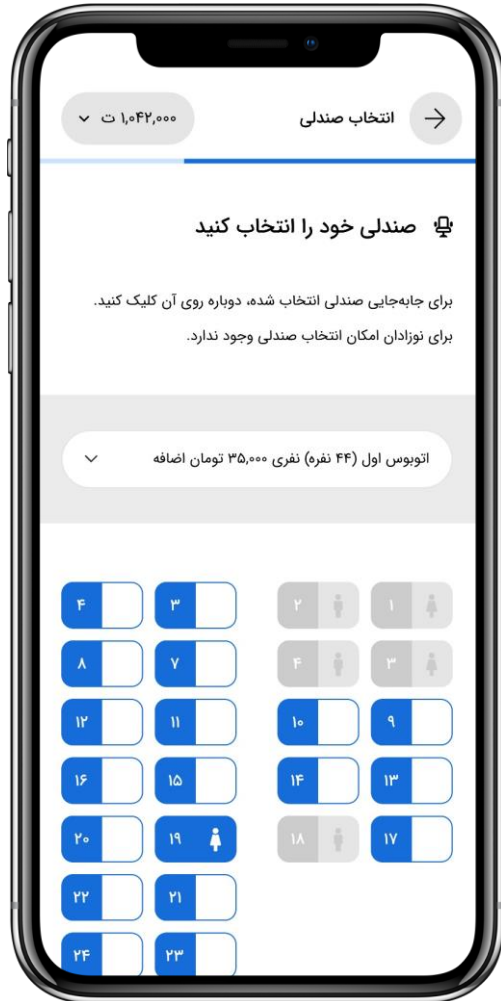 انتخاب صندلی
۱,۰۴۲,۰۰۰ ت
صندلی خود را انتخاب کنید
برای جابه‌جایی صندلی انتخاب شده، دوباره روی آن کلیک کنید.
برای نوزادان امکان انتخاب صندلی وجود ندارد.
اتوبوس اول (۴۴ نفره) نفری ۳۵,۰۰۰ تومان اضافه
۱ ۲ ۳ ۴
۳ ۴ ۷ ۸
۹ ۱۰ ۱۱ ۱۲
۱۳ ۱۴ ۱۵ ۱۶
۱۷ ۱۸ ۱۹ ۲۰
۲۱ ۲۲
۲۳ ۲۴